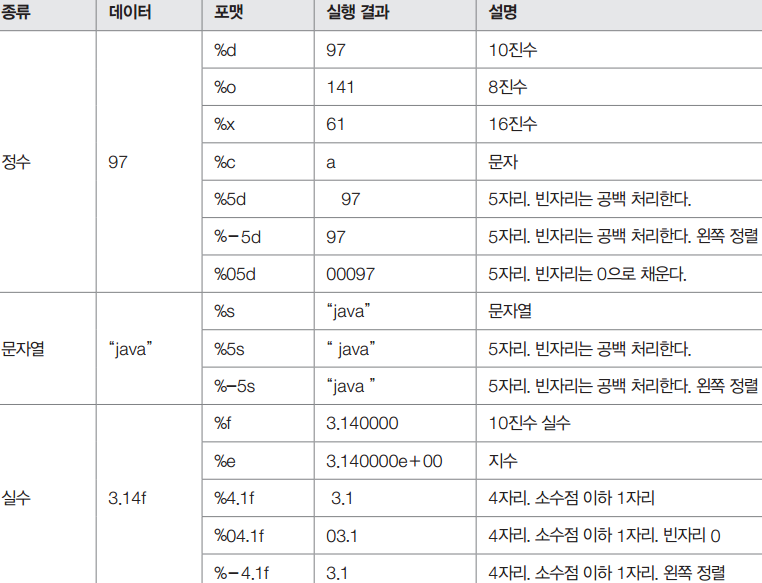 종류 데이터 포맷 실행 결과 설명
%d 97 10진수
%o 141 8진수
%x 61 16진수
정수 97 %c a 문자
%5d 97 5자리. 빈자리는 공백 처리한다.
%-5d 97 5자리. 빈자리는 공백 처리한다. 왼쪽 정렬
%05d 00097 5자리. 빈자리는 0으로 채운다.
%s “java” 문자열
문자열 “java” %5s “ java” 5자리. 빈자리는 공백 처리한다.
%-5s “java ” 5자리. 빈자리는 공백 처리한다. 왼쪽 정렬
%f 3.140000 10진수 실수
%e 3.140000e+00 지수
실수 3.14f %4.1f 3.1 4자리. 소수점 이하 1자리
%04.1f 03.1 4자리. 소수점 이하 1자리. 빈자리 0
%-4.1f 3.1 4자리. 소수점 이하 1자리. 왼쪽 정렬